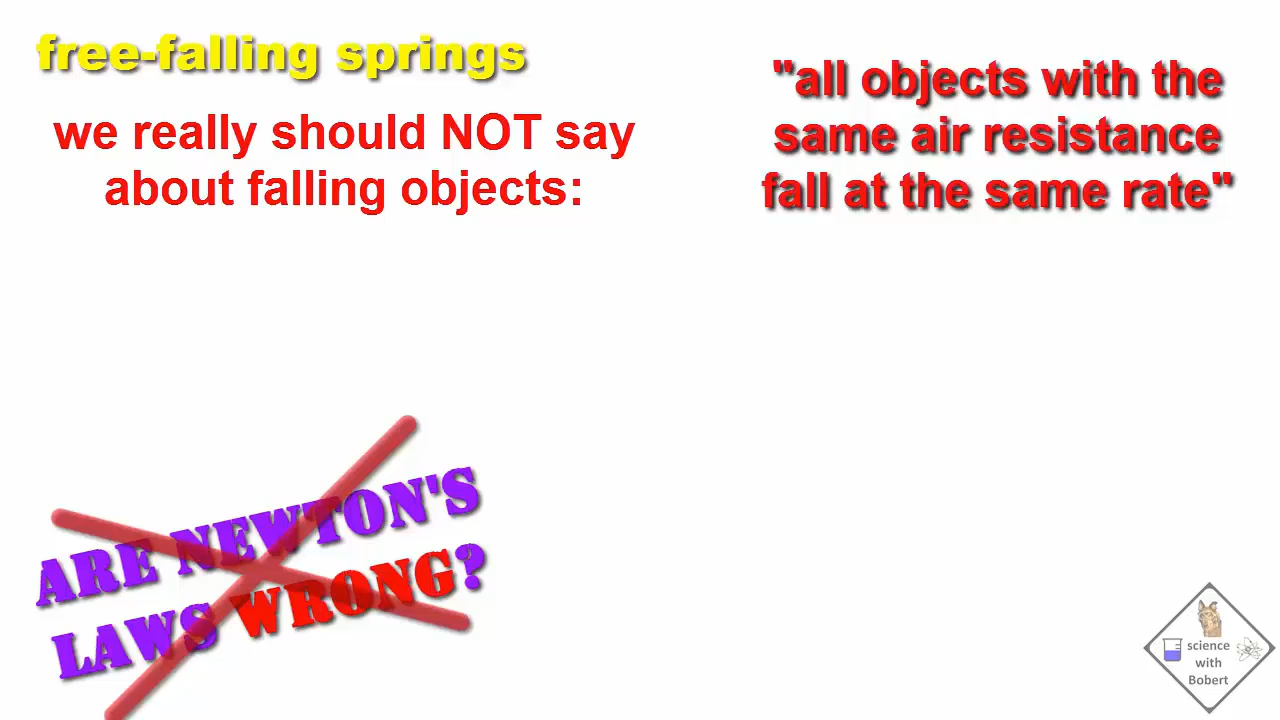 free-falling springs
we really should NOT say
about falling objects:
"all objects with the
same air resistance
fall at the same rate"
ARE NEWTON'S
LAWS WRONG?
science
with
Bobert